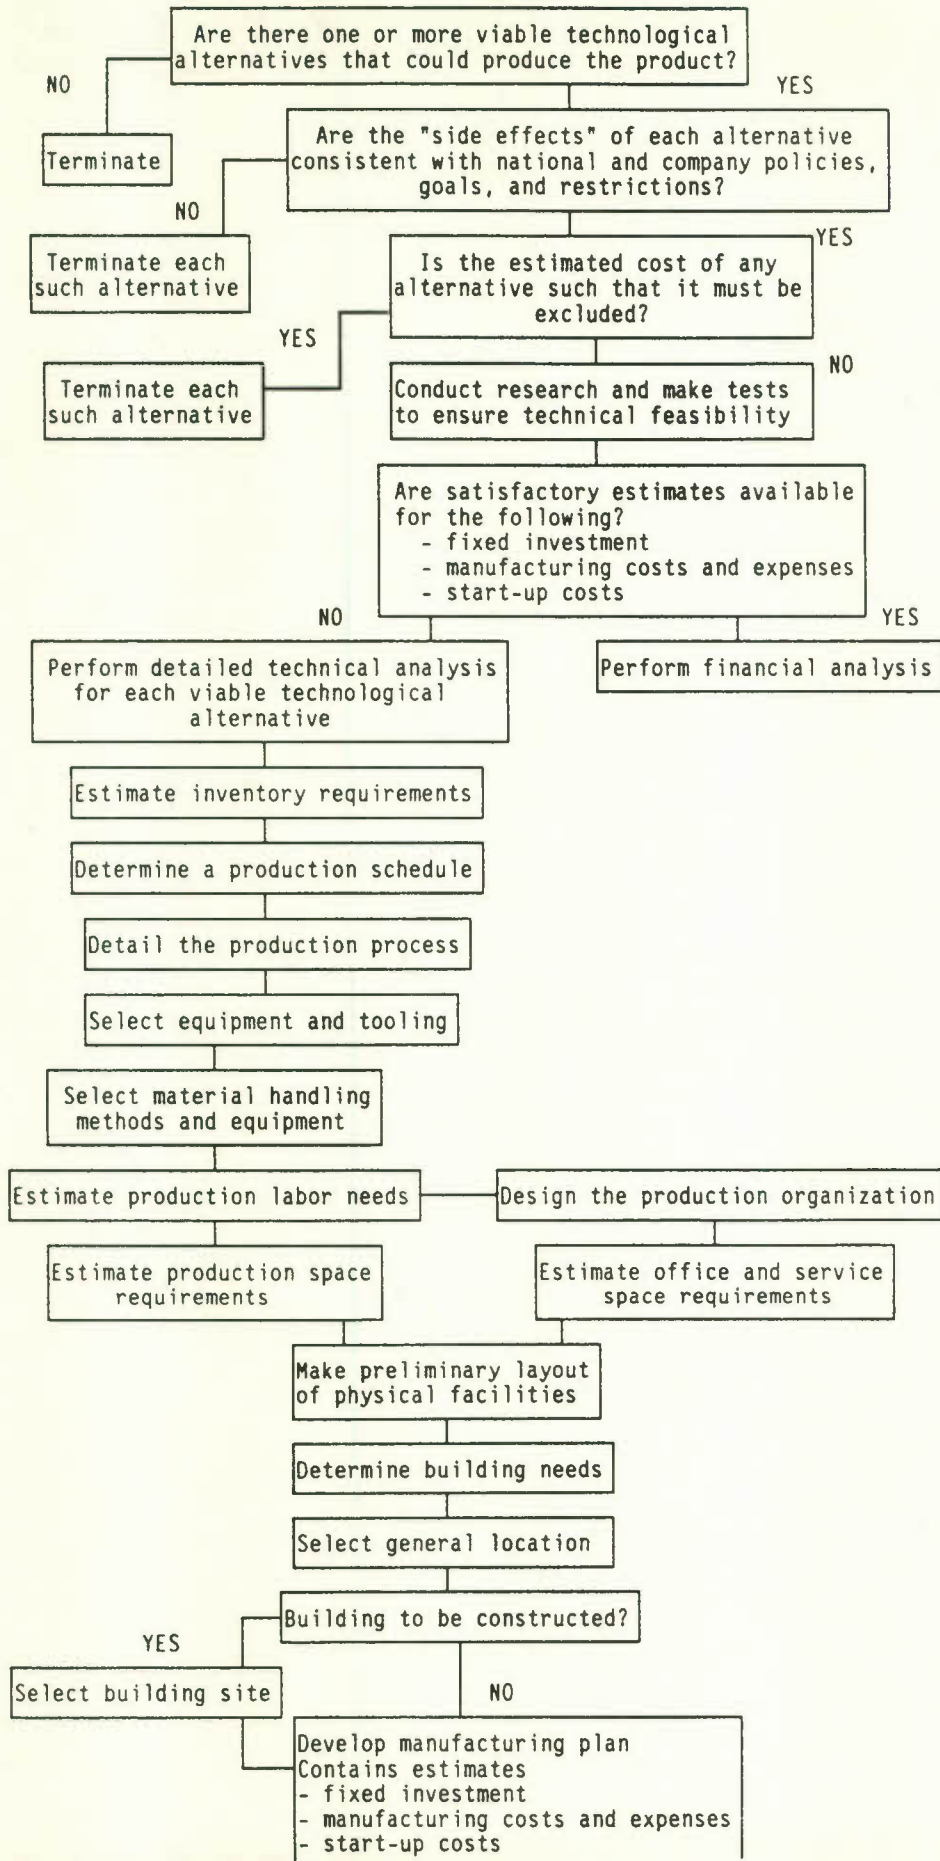 Are there one or more viable technological
alternatives that could produce the product?
NO
YES
Terminate
Are the "side effects" of each alternative
consistent with national and company policies,
goals, and restrictions?
NO
YES
Terminate each
such alternative
Is the estimated cost of any
alternative such that it must be
excluded?
YES
NO
Terminate each
such alternative
Conduct research and make tests
to ensure technical feasibility
Are satisfactory estimates available
for the following?
- fixed investment
- manufacturing costs and expenses
- start-up costs
NO
YES
Perform detailed technical analysis
for each viable technological
alternative
Perform financial analysis
Estimate inventory requirements
Determine a production schedule
Detail the production process
Select equipment and tooling
Select material handling
methods and equipment
Estimate production labor needs
Design the production organization
Estimate production space
requirements
Estimate office and service
space requirements
Make preliminary layout
of physical facilities
Determine building needs
Select general location
Building to be constructed?
YES
NO
Select building site
Develop manufacturing plan
Contains estimates
- fixed investment
- manufacturing costs and expenses
- start-up costs